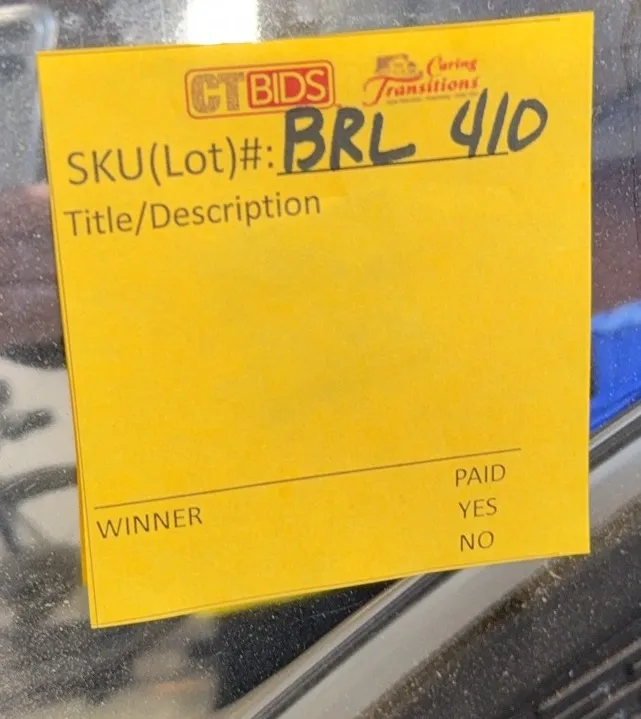 CTBIDS
Caring
Transitions
SKU(Lot)#: BRL 410
Title/Description
PAID
WINNER
YES
NO